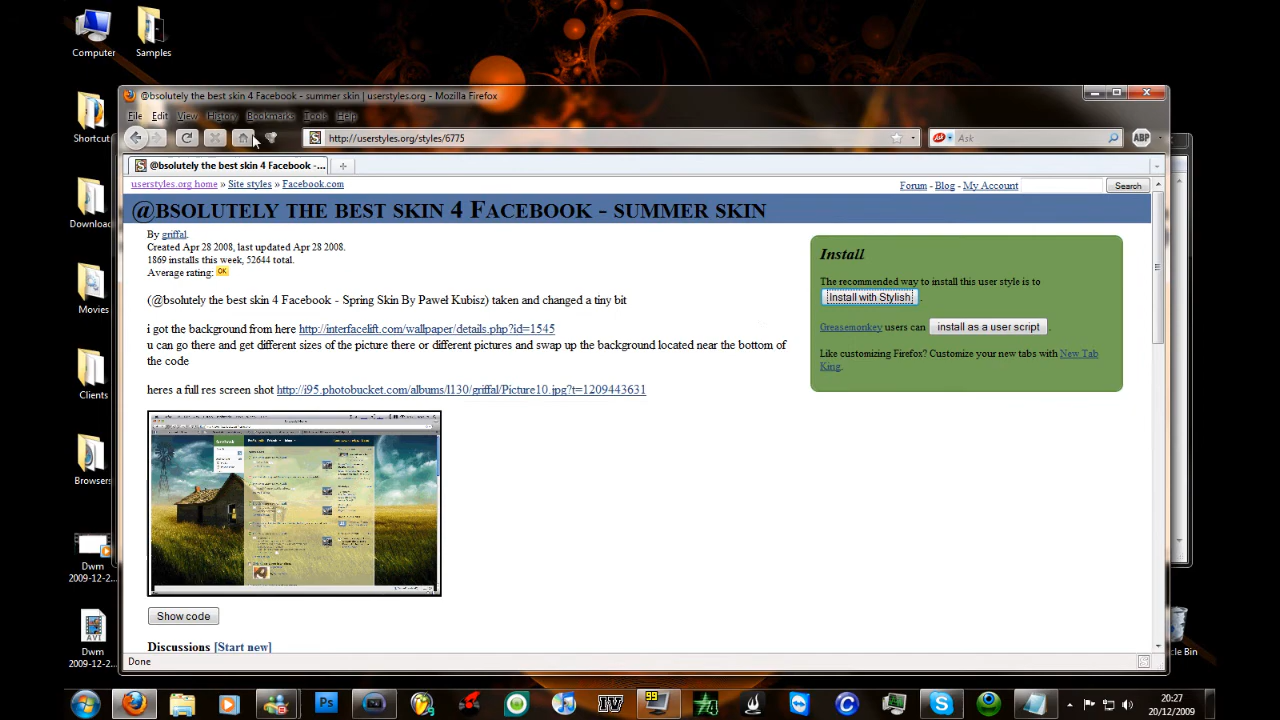 Computer
Samples
Shortcut
Download
Movies
Clients
Browsers
Dwm
2009-12-2...
Dwm
2009-12-2...
@bsolutely the best skin 4 Facebook - summer skin | userstyles.org - Mozilla Firefox
File Edit View History Bookmarks Tools Help
http://userstyles.org/styles/6775
Ask
ABP
@bsolutely the best skin 4 Facebook -...
userstyles.org home » Site styles » Facebook.com
Forum - Blog - My Account
Search
@BSOLUTELY THE BEST SKIN 4 FACEBOOK - SUMMER SKIN
By griffal.
Created Apr 28 2008, last updated Apr 28 2008.
1869 installs this week, 52644 total.
Average rating: OK
(@bsolutely the best skin 4 Facebook - Spring Skin By Paweł Kubisz) taken and changed a tiny bit
i got the background from here http://interfacelift.com/wallpaper/details.php?id=1545
u can go there and get different sizes of the picture there or different pictures and swap up the background located near the bottom of
the code
heres a full res screen shot http://i95.photobucket.com/albums/l130/griffal/Picture10.jpg?t=1209443631
Install
The recommended way to install this user style is to
Install with Stylish .
Greasemonkey users can install as a user script .
Like customizing Firefox? Customize your new tabs with New Tab
King.
Show code
Discussions [Start new]
Done
cle Bin
Ps
IV
99
20:27
20/12/2009